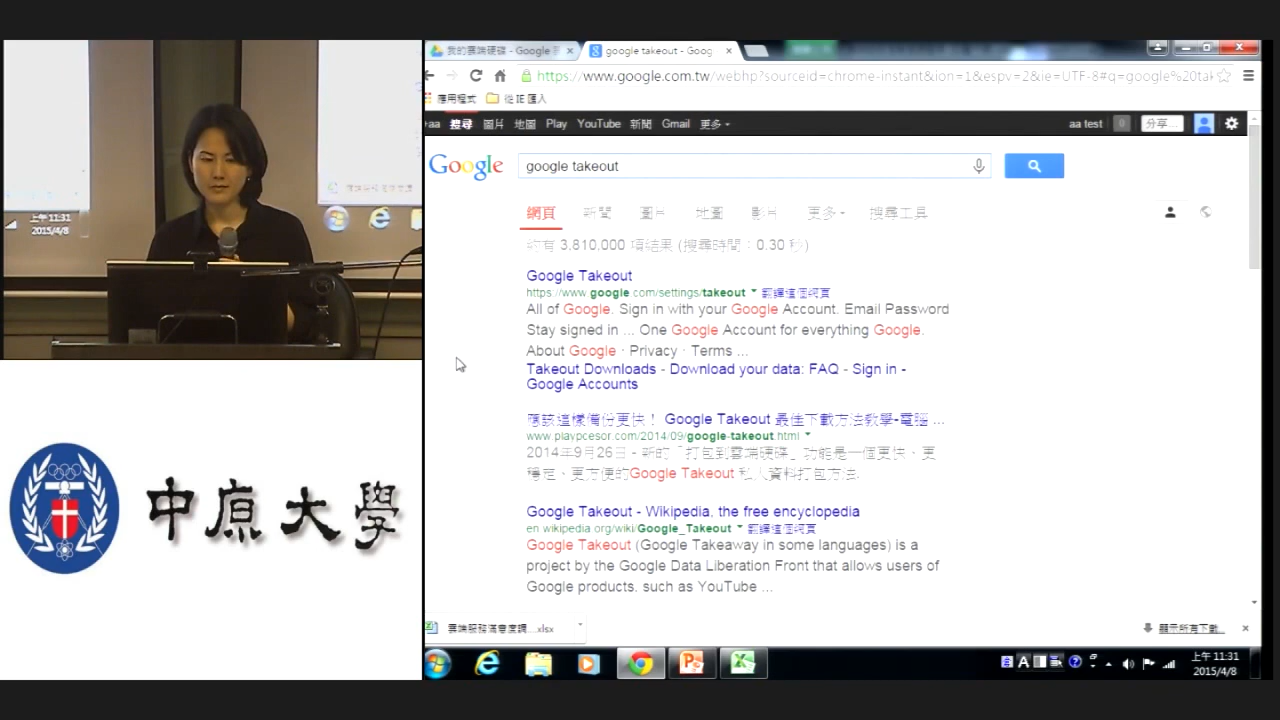 上午 11:31
2015/4/8
中原大學
我的雲端硬碟 - Google
google takeout - Goog
https://www.google.com.tw/webhp?sourceid=chrome-instant&ion=1&espv=2&ie=UTF-8#q=google%20tak
應用程式 從 IE 匯入
+aa 搜尋 圖片 地圖 Play YouTube 新聞 Gmail 更多 aa test 0 分享...
Google google takeout
網頁 新聞 圖片 地圖 影片 更多 搜尋工具
約有 3,810,000 項結果 (搜尋時間：0.30 秒)
Google Takeout
https://www.google.com/settings/takeout 翻譯這個網頁
All of Google. Sign in with your Google Account. Email Password
Stay signed in ... One Google Account for everything Google.
About Google · Privacy · Terms ...
Takeout Downloads - Download your data: FAQ - Sign in -
Google Accounts
應該這樣備份更快！ Google Takeout 最佳下載方法教學-電腦 ...
www.playpcesor.com/2014/09/google-takeout.html
2014年9月26日 - 新的「打包到雲端硬碟」功能是一個更快、更
穩定、更方便的Google Takeout 私人資料打包方法.
Google Takeout - Wikipedia, the free encyclopedia
en.wikipedia.org/wiki/Google_Takeout 翻譯這個網頁
Google Takeout (Google Takeaway in some languages) is a
project by the Google Data Liberation Front that allows users of
Google products, such as YouTube ...
雲端服務滿意度調....xlsx 顯示所有下載...
上午 11:31
2015/4/8